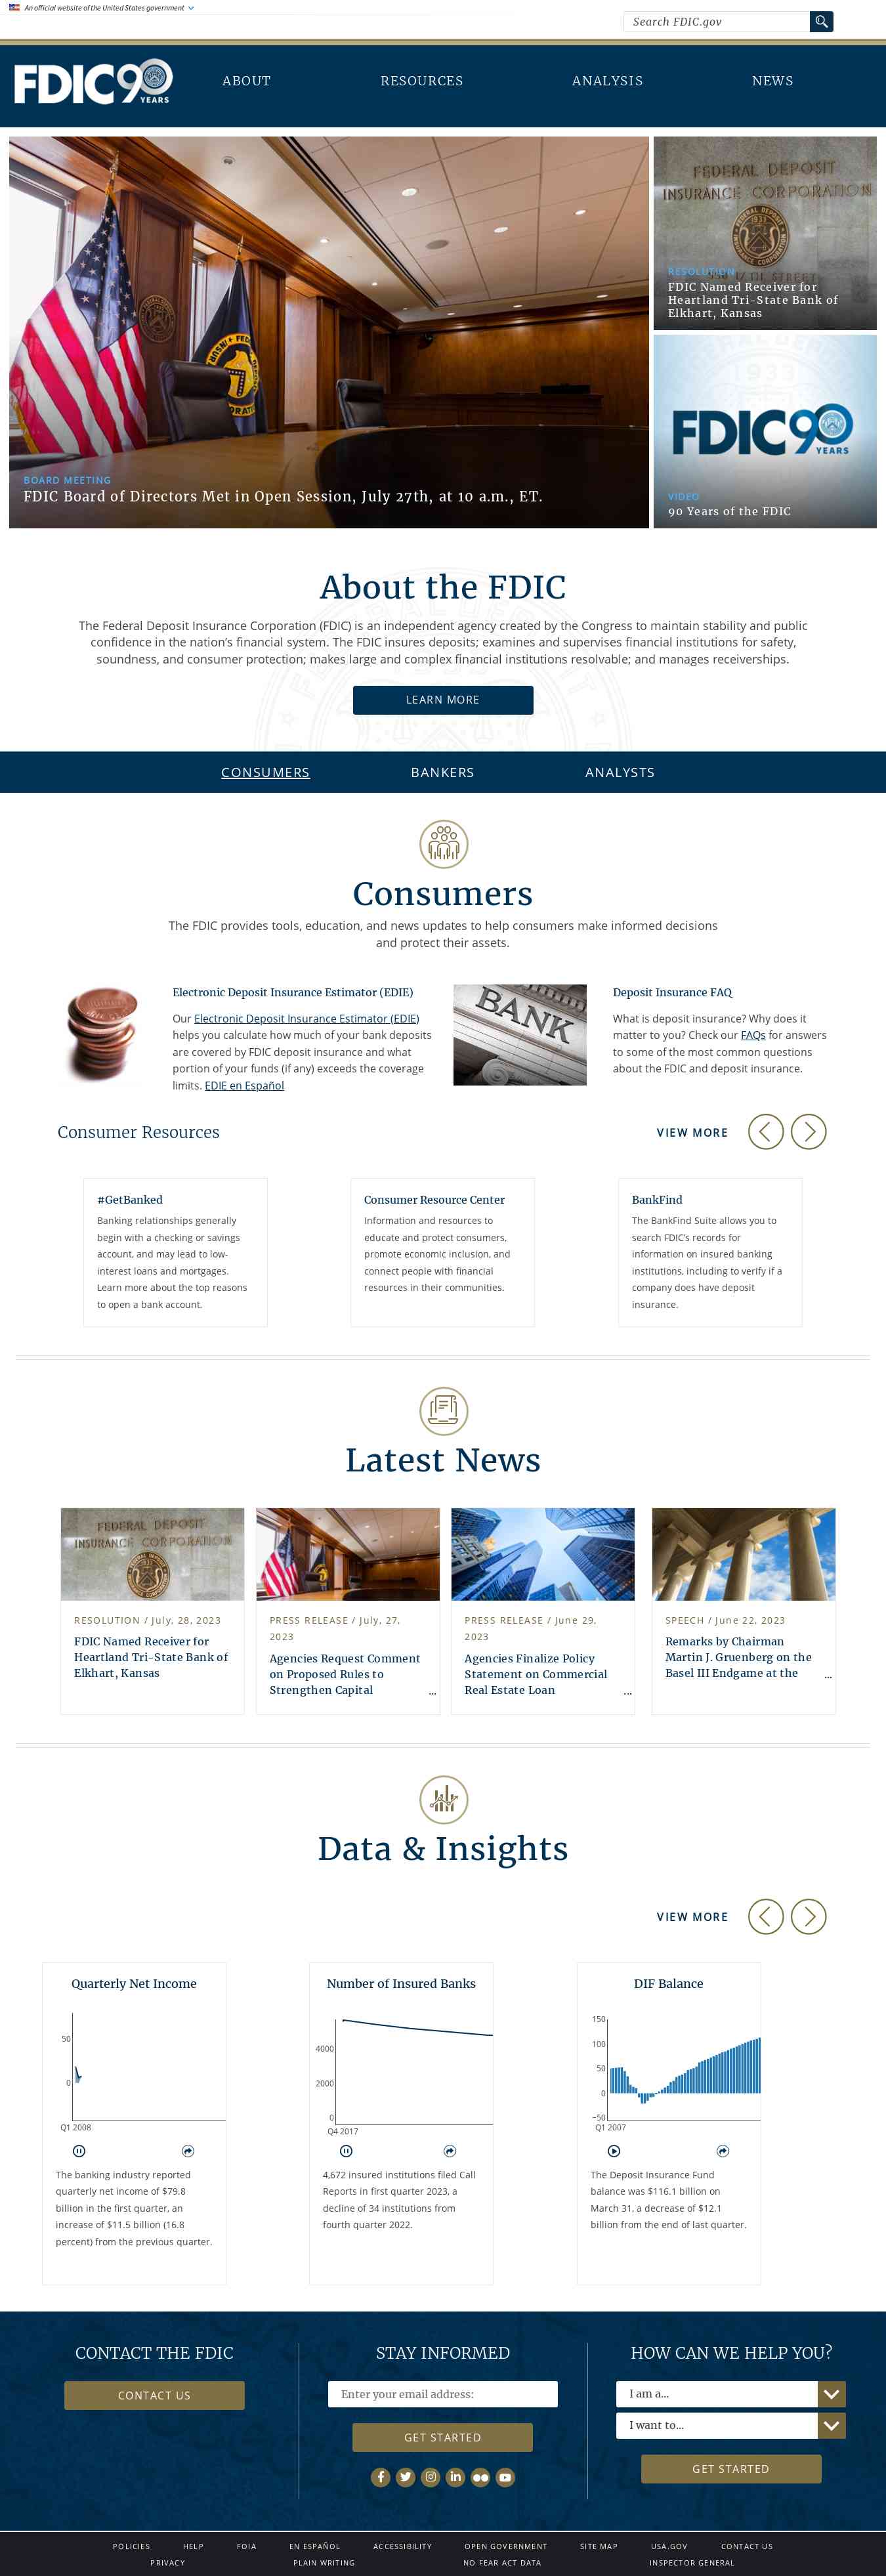 An official website of the United States government
Search FDIC.gov
FDIC 90 YEARS
ABOUT
RESOURCES
ANALYSIS
NEWS
BOARD MEETING
FDIC Board of Directors Met in Open Session, July 27th, at 10 a.m., ET.
FEDERAL DEPOSIT
INSURANCE CORPORATION
RESOLUTION
FDIC Named Receiver for
Heartland Tri-State Bank of
Elkhart, Kansas
FDIC 90 YEARS
VIDEO
90 Years of the FDIC
About the FDIC
The Federal Deposit Insurance Corporation (FDIC) is an independent agency created by the Congress to maintain stability and public
confidence in the nation’s financial system. The FDIC insures deposits; examines and supervises financial institutions for safety,
soundness, and consumer protection; makes large and complex financial institutions resolvable; and manages receiverships.
LEARN MORE
CONSUMERS
BANKERS
ANALYSTS
Consumers
The FDIC provides tools, education, and news updates to help consumers make informed decisions
and protect their assets.
Electronic Deposit Insurance Estimator (EDIE)
Our Electronic Deposit Insurance Estimator (EDIE)
helps you calculate how much of your bank deposits
are covered by FDIC deposit insurance and what
portion of your funds (if any) exceeds the coverage
limits. EDIE en Español
BANK
Deposit Insurance FAQ
What is deposit insurance? Why does it
matter to you? Check our FAQs for answers
to some of the most common questions
about the FDIC and deposit insurance.
Consumer Resources
VIEW MORE
#GetBanked
Banking relationships generally
begin with a checking or savings
account, and may lead to low-
interest loans and mortgages.
Learn more about the top reasons
to open a bank account.
Consumer Resource Center
Information and resources to
educate and protect consumers,
promote economic inclusion, and
connect people with financial
resources in their communities.
BankFind
The BankFind Suite allows you to
search FDIC’s records for
information on insured banking
institutions, including to verify if a
company does have deposit
insurance.
Latest News
FEDERAL DEPOSIT
INSURANCE CORPORATION
RESOLUTION / July, 28, 2023
FDIC Named Receiver for
Heartland Tri-State Bank of
Elkhart, Kansas
PRESS RELEASE / July, 27,
2023
Agencies Request Comment
on Proposed Rules to
Strengthen Capital ...
PRESS RELEASE / June 29,
2023
Agencies Finalize Policy
Statement on Commercial
Real Estate Loan ...
SPEECH / June 22, 2023
Remarks by Chairman
Martin J. Gruenberg on the
Basel III Endgame at the ...
Data & Insights
VIEW MORE
Quarterly Net Income
50
0
Q1 2008
The banking industry reported
quarterly net income of $79.8
billion in the first quarter, an
increase of $11.5 billion (16.8
percent) from the previous quarter.
Number of Insured Banks
4000
2000
0
Q4 2017
4,672 insured institutions filed Call
Reports in first quarter 2023, a
decline of 34 institutions from
fourth quarter 2022.
DIF Balance
150
100
50
0
−50
Q1 2007
The Deposit Insurance Fund
balance was $116.1 billion on
March 31, a decrease of $12.1
billion from the end of last quarter.
CONTACT THE FDIC
CONTACT US
STAY INFORMED
Enter your email address:
GET STARTED
HOW CAN WE HELP YOU?
I am a...
I want to...
GET STARTED
POLICIES
HELP
FOIA
EN ESPAÑOL
ACCESSIBILITY
OPEN GOVERNMENT
SITE MAP
USA.GOV
CONTACT US
PRIVACY
PLAIN WRITING
NO FEAR ACT DATA
INSPECTOR GENERAL